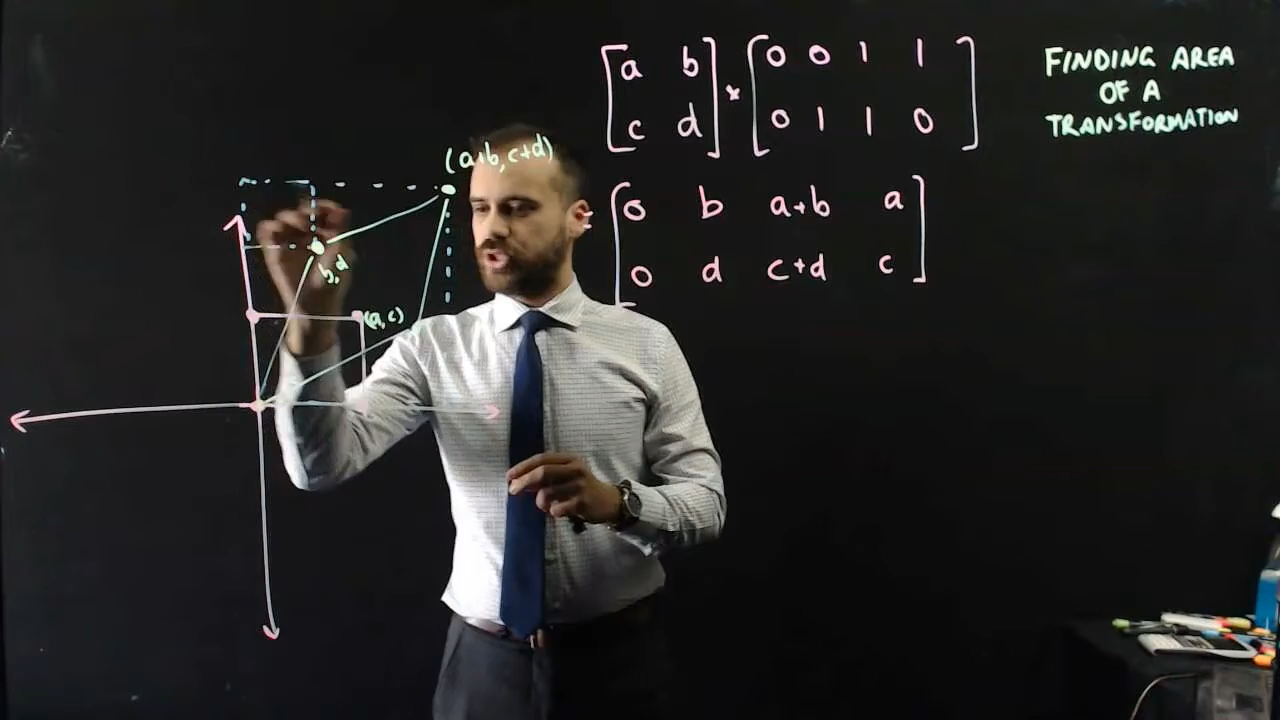 [a b
c d] × [0 0 1 1
0 1 1 0]
= [0 b a+b a
0 d c+d c]
FINDING AREA
OF A
TRANSFORMATION
(a+b, c+d)
b,d
(a,c)